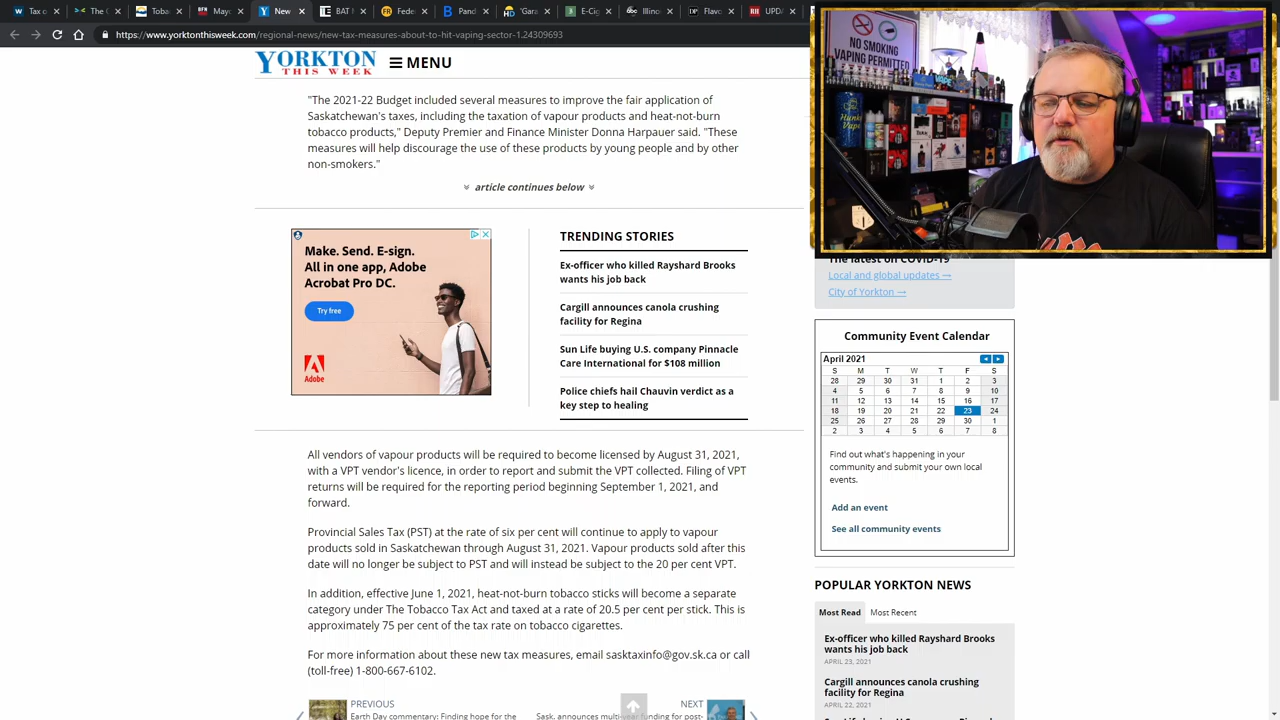 Tax c
The I
New T
BAT l
Feder
Tax o
Bans
Bar s
E-Ciga
Prop
RRUP
UPDA
https://www.yorktonthisweek.com/regional-news/new-tax-measures-about-to-hit-vaping-sector-1.24309693
YORKTON
THIS WEEK
MENU
"The 2021-22 Budget included several measures to improve the fair application of
Saskatchewan's taxes, including the taxation of vapour products and heat-not-burn
tobacco products," Deputy Premier and Finance Minister Donna Harpauer said. "These
measures will help discourage the use of these products by young people and by other
non-smokers."
article continues below
Make. Send. E-sign.
All in one app, Adobe
Acrobat Pro DC.
Try free
Adobe
TRENDING STORIES
Ex-officer who killed Rayshard Brooks
wants his job back
Cargill announces canola crushing
facility for Regina
Sun Life buying U.S. company Pinnacle
Care International for $108 million
Police chiefs hail Chauvin verdict as a
key step to healing
All vendors of vapour products will be required to become licensed by August 31, 2021,
with a VPT vendor's licence, in order to report and submit the VPT collected. Filing of VPT
returns will be required for the reporting period beginning September 1, 2021, and
forward.
Provincial Sales Tax (PST) at the rate of six per cent will continue to apply to vapour
products sold in Saskatchewan through August 31, 2021. Vapour products sold after this
date will no longer be subject to PST and will instead be subject to the 20 per cent VPT.
In addition, effective June 1, 2021, heat-not-burn tobacco sticks will become a separate
category under The Tobacco Tax Act and taxed at a rate of 20.5 per cent per stick. This is
approximately 75 per cent of the tax rate on tobacco cigarettes.
For more information about these new tax measures, email sasktaxinfo@gov.sk.ca or call
(toll-free) 1-800-667-6102.
PREVIOUS
Earth Day commentary: Finding hope for the
NEXT
Sask. announces multi-year funding for post-
NO SMOKING
VAPING PERMITTED
The latest on COVID-19
Local and global updates
City of Yorkton
Community Event Calendar
April 2021
S M T W T F S
28 29 30 31 1 2 3
4 5 6 7 8 9 10
11 12 13 14 15 16 17
18 19 20 21 22 23 24
25 26 27 28 29 30 1
2 3 4 5 6 7 8
Find out what's happening in your
community and submit your own local
events.
Add an event
See all community events
POPULAR YORKTON NEWS
Most Read
Most Recent
Ex-officer who killed Rayshard Brooks
wants his job back
APRIL 23, 2021
Cargill announces canola crushing
facility for Regina
APRIL 22, 2021